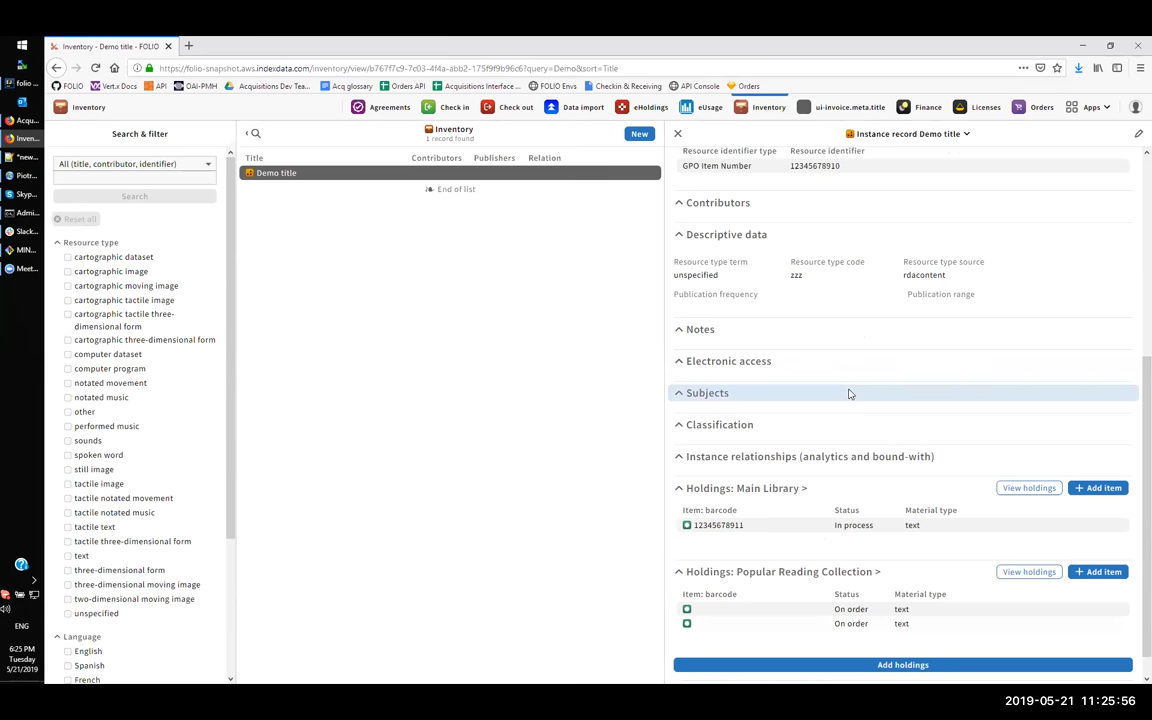 Inventory - Demo title - FOLIO
https://folio-snapshot.aws.indexdata.com/inventory/view/b767f7c9-7c03-4f4a-abb2-175f9f9b96c6?query=Demo&sort=Title
FOLIO Vertx.Docs API OAI-PMH Acquisitions Dev Tea... Acq glossary Orders API Acquisitions Interface ... FOLIO Envs Checkin & Receiving API Console Orders
Inventory Agreements Check in Check out Data import eHoldings eUsage Inventory ui-invoice.meta.title Finance Licenses Orders Apps
Search & filter
Inventory
1 record found
New
Instance record Demo title
All (title, contributor, identifier)
Search
Reset all
Resource type
cartographic dataset
cartographic image
cartographic moving image
cartographic tactile image
cartographic tactile three-
dimensional form
cartographic three-dimensional form
computer dataset
computer program
notated movement
notated music
other
performed music
sounds
spoken word
still image
tactile image
tactile notated movement
tactile notated music
tactile text
tactile three-dimensional form
text
three-dimensional form
three-dimensional moving image
two-dimensional moving image
unspecified
Language
English
Spanish
French
Title Contributors Publishers Relation
Demo title
End of list
Resource identifier type Resource identifier
GPO Item Number 12345678910
Contributors
Descriptive data
Resource type term Resource type code Resource type source
unspecified zzz rdacontent
Publication frequency Publication range
Notes
Electronic access
Subjects
Classification
Instance relationships (analytics and bound-with)
Holdings: Main Library > View holdings + Add item
Item: barcode Status Material type
12345678911 In process text
Holdings: Popular Reading Collection > View holdings + Add item
Item: barcode Status Material type
On order text
On order text
Add holdings
folio ...
Acqu...
Inven...
*new...
Piotr...
Skyp...
Admi...
Slack...
MIN...
Meet...
ENG
6:25 PM
Tuesday
5/21/2019
2019-05-21 11:25:56